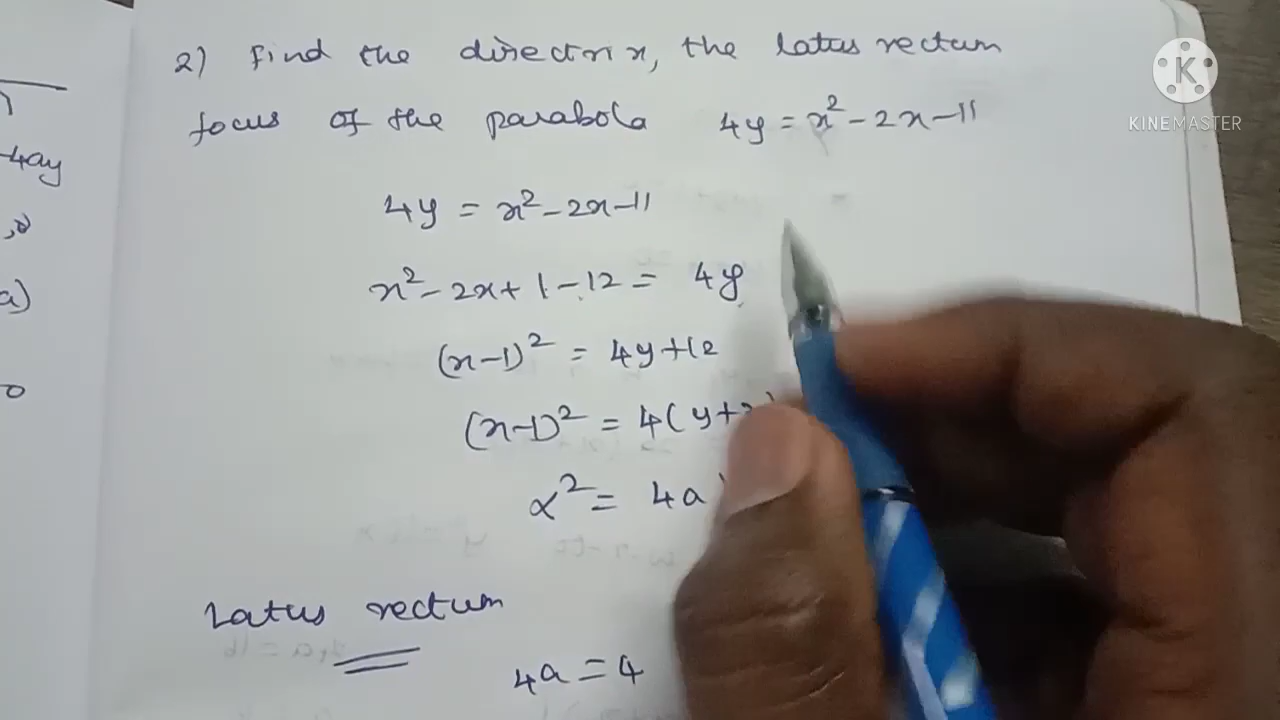 2) Find the directrix, the latus rectum
focus of the parabola 4y = x² - 2x - 11
4y = x² - 2x - 11
x² - 2x + 1 - 12 = 4y
(x-1)² = 4y + 12
(x-1)² = 4(y+
x² = 4a
Latus rectum
4a = 4
4ay
a)
0
K
KINEMASTER